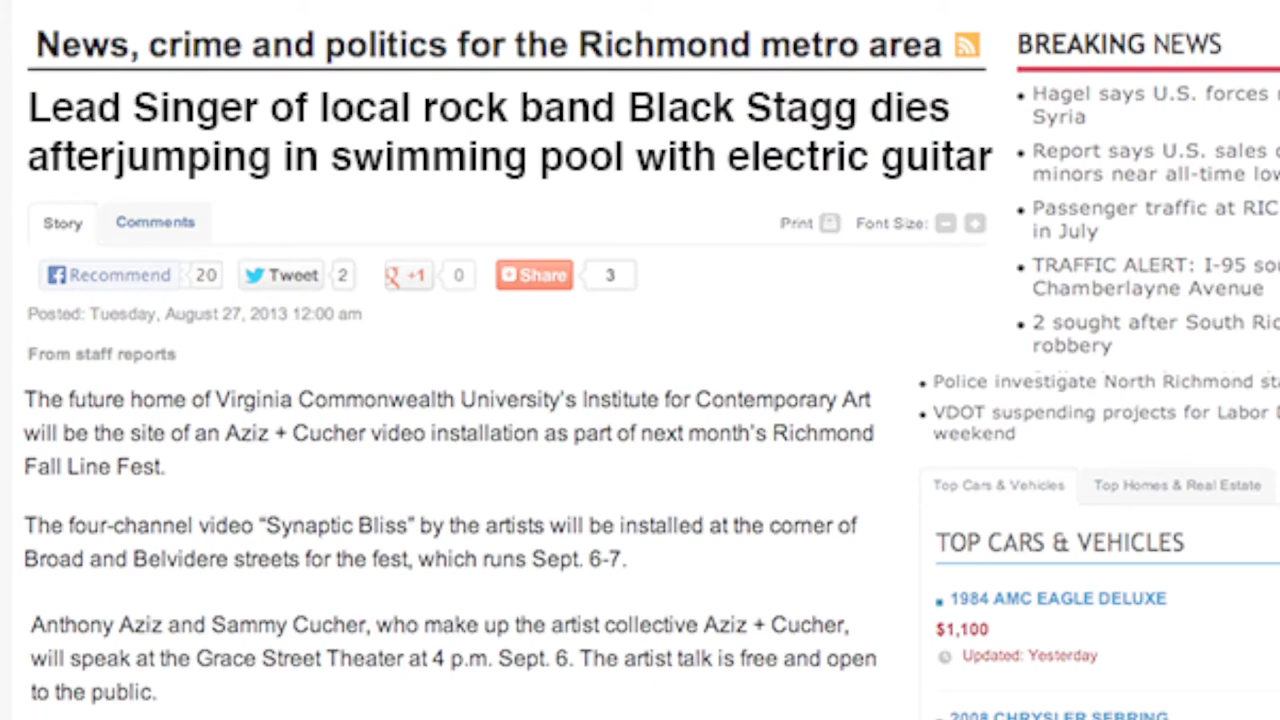 News, crime and politics for the Richmond metro area
Lead Singer of local rock band Black Stagg dies
afterjumping in swimming pool with electric guitar
Story Comments Print Font Size:
Recommend 20 Tweet 2 +1 0 Share 3
Posted: Tuesday, August 27, 2013 12:00 am
From staff reports
The future home of Virginia Commonwealth University's Institute for Contemporary Art
will be the site of an Aziz + Cucher video installation as part of next month's Richmond
Fall Line Fest.
The four-channel video “Synaptic Bliss” by the artists will be installed at the corner of
Broad and Belvidere streets for the fest, which runs Sept. 6-7.
Anthony Aziz and Sammy Cucher, who make up the artist collective Aziz + Cucher,
will speak at the Grace Street Theater at 4 p.m. Sept. 6. The artist talk is free and open
to the public.
BREAKING NEWS
Hagel says U.S. forces
Syria
Report says U.S. sales
minors near all-time
Passenger traffic at RIC
in July
TRAFFIC ALERT: I-95
Chamberlayne Avenue
2 sought after South
robbery
Police investigate North Richmond
VDOT suspending projects for Labor
weekend
Top Cars & Vehicles Top Homes & Real Estate
TOP CARS & VEHICLES
1984 AMC EAGLE DELUXE
$1,100
Updated: Yesterday
2008 CHRYSLER SEBRING